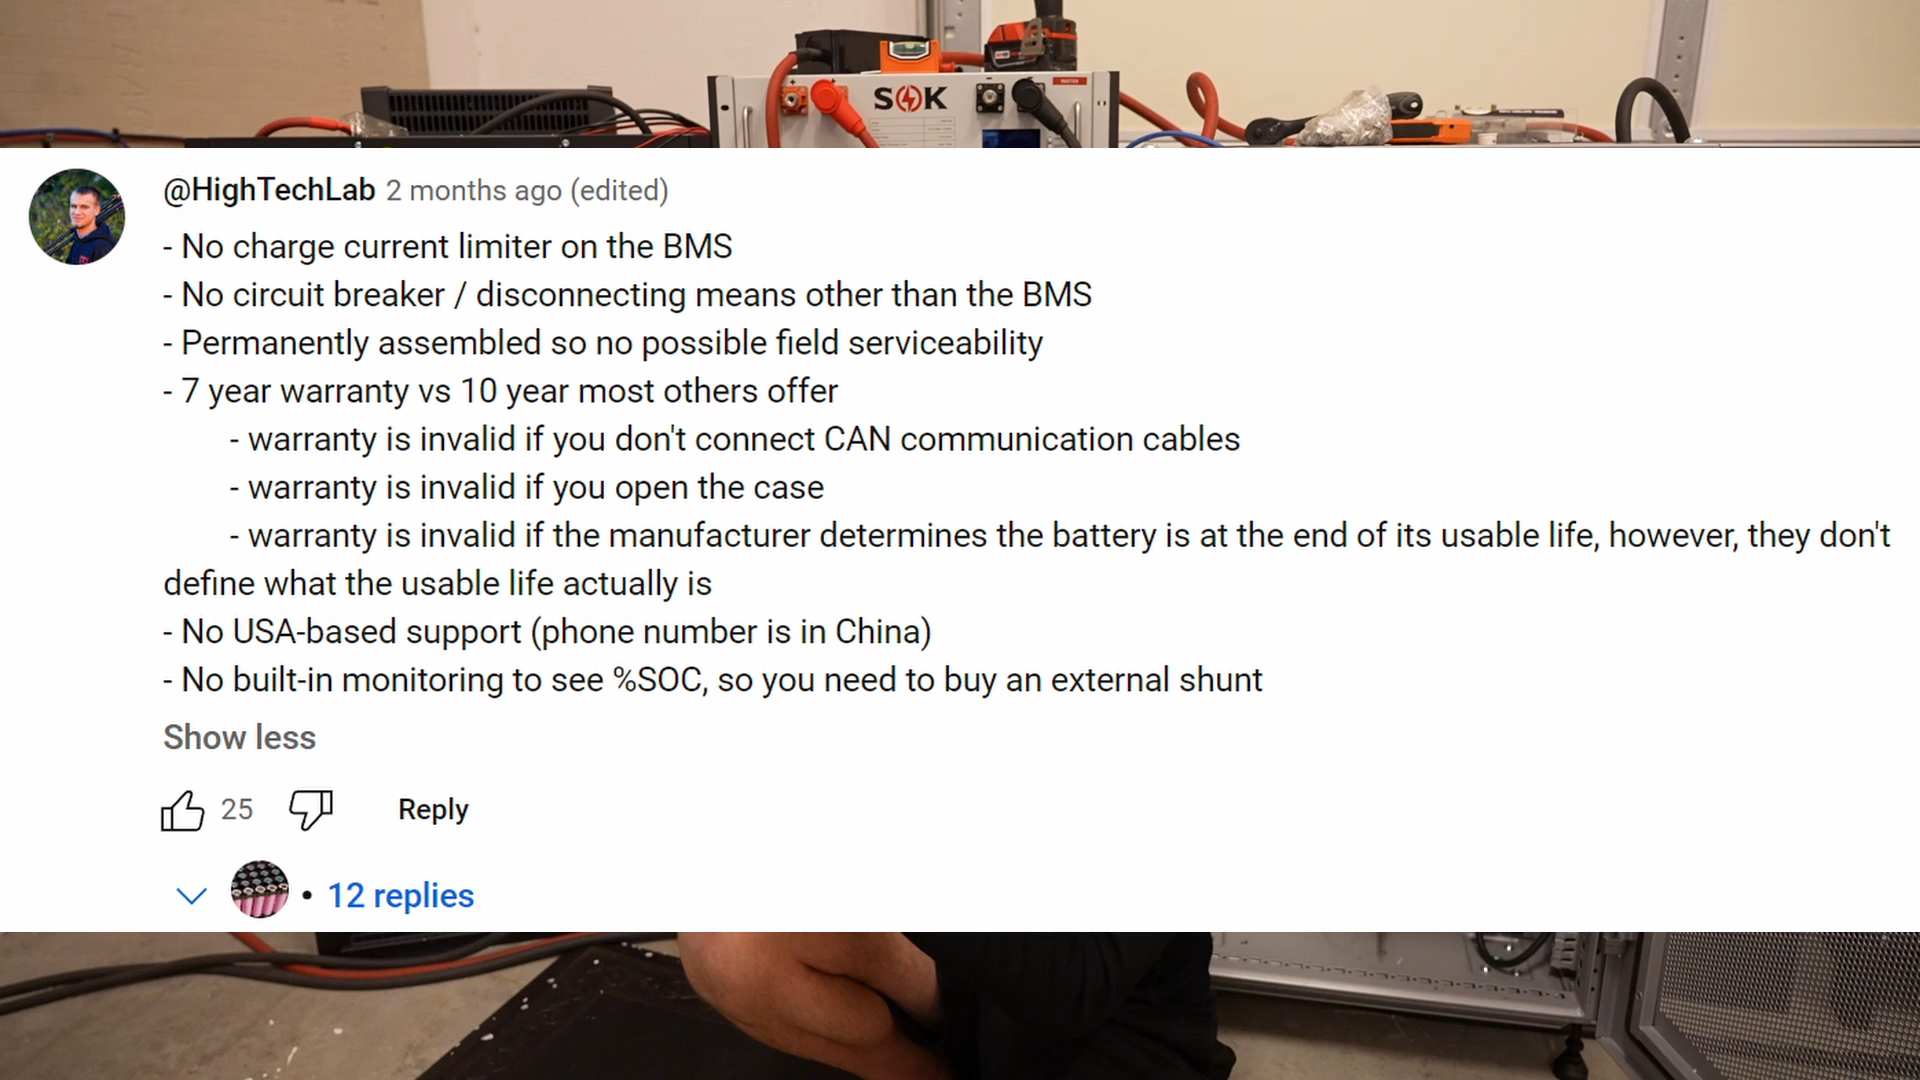 SOK
MASTER
@HighTechLab 2 months ago (edited)
- No charge current limiter on the BMS
- No circuit breaker / disconnecting means other than the BMS
- Permanently assembled so no possible field serviceability
- 7 year warranty vs 10 year most others offer
- warranty is invalid if you don't connect CAN communication cables
- warranty is invalid if you open the case
- warranty is invalid if the manufacturer determines the battery is at the end of its usable life, however, they don't
define what the usable life actually is
- No USA-based support (phone number is in China)
- No built-in monitoring to see %SOC, so you need to buy an external shunt
Show less
25 Reply
• 12 replies